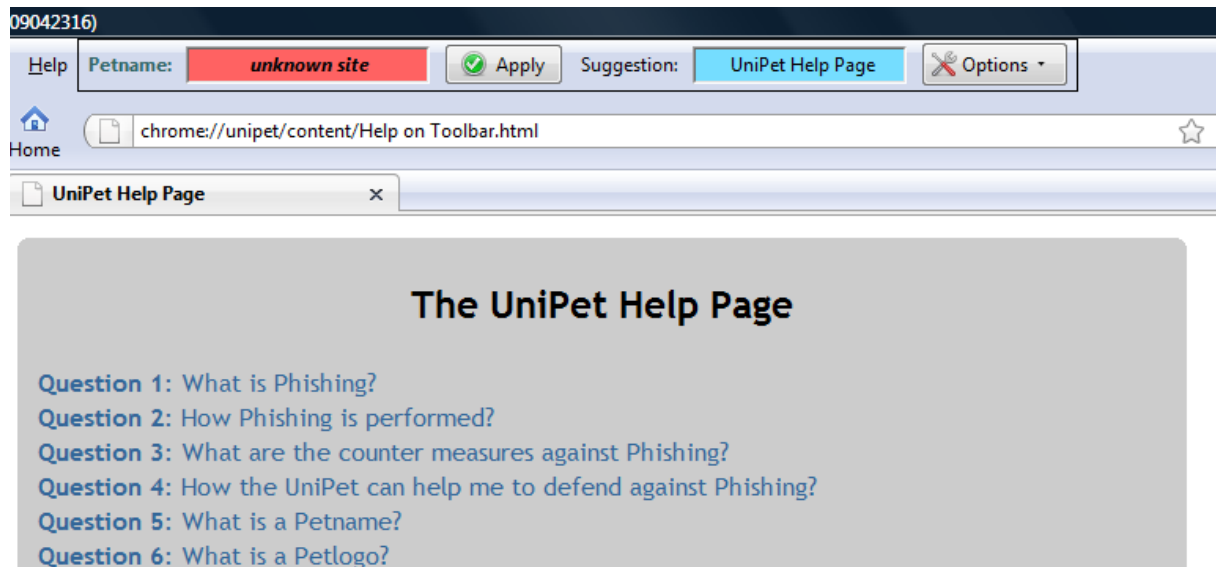 09042316)
Help Petname: unknown site Apply Suggestion: UniPet Help Page Options
Home chrome://unipet/content/Help on Toolbar.html
UniPet Help Page x
The UniPet Help Page
Question 1: What is Phishing?
Question 2: How Phishing is performed?
Question 3: What are the counter measures against Phishing?
Question 4: How the UniPet can help me to defend against Phishing?
Question 5: What is a Petname?
Question 6: What is a Petlogo?